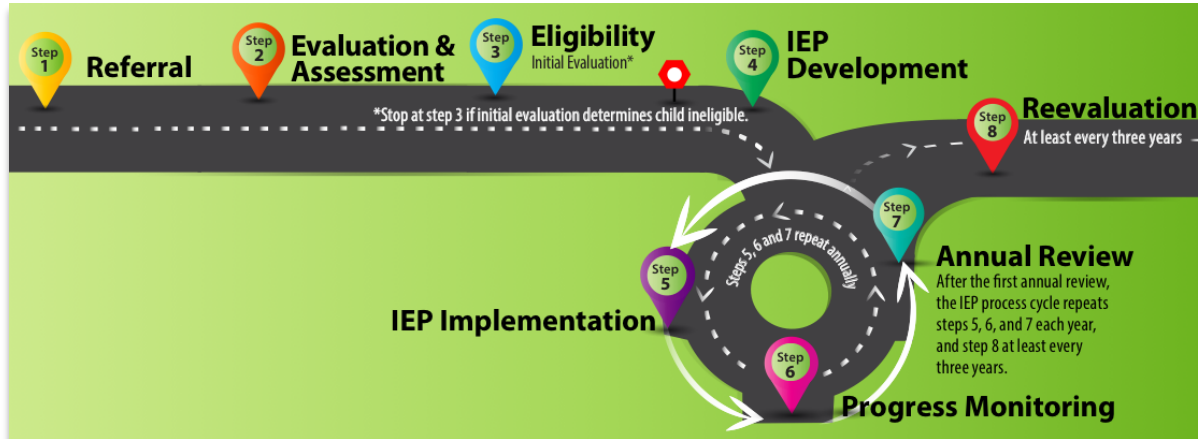 Step
1
Referral
Step
2
Evaluation &
Assessment
Step
3
Eligibility
Initial Evaluation*
*Stop at step 3 if initial evaluation determines child ineligible.
Step
4
IEP
Development
Step
8
Reevaluation
At least every three years
Step
5
IEP Implementation
Steps 5, 6 and 7 repeat annually
Step
6
Progress Monitoring
Step
7
Annual Review
After the first annual review,
the IEP process cycle repeats
steps 5, 6, and 7 each year,
and step 8 at least every
three years.